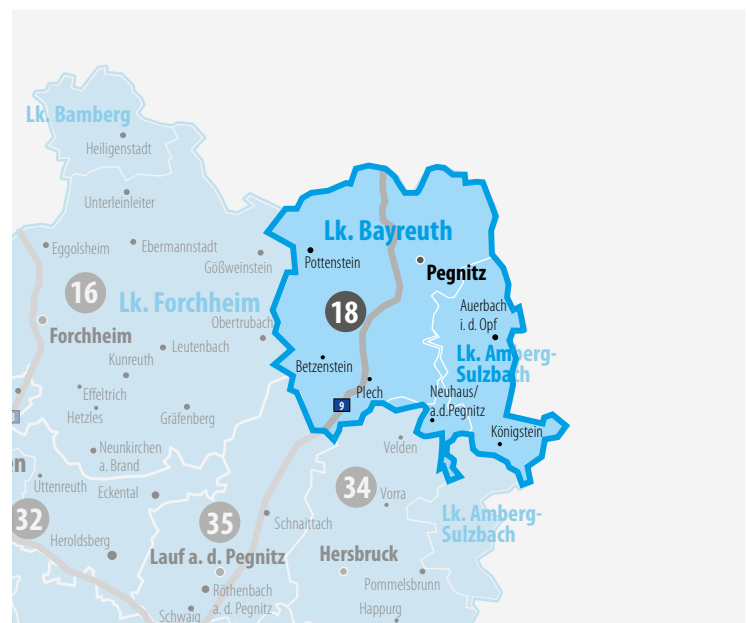 Lk. Bamberg
Heiligenstadt
Unterleinleiter
Eggolsheim
Ebermannstadt
Gößweinstein
Lk. Bayreuth
Pottenstein
Pegnitz
16
Lk. Forchheim
18
Auerbach
i. d. Opf
Obertrubach
Forchheim
Leutenbach
Kunreuth
Betzenstein
Lk. Amberg-
Sulzbach
Effeltrich
Plech
Neuhaus/
a.d.Pegnitz
9
Hetzles
Gräfenberg
Königstein
Neunkirchen
a. Brand
Velden
en
Uttenreuth
Eckental
34
Vorra
32
35
Schnaittach
Lk. Amberg-
Sulzbach
Heroldsberg
Lauf a. d. Pegnitz
Hersbruck
Röthenbach
a. d. Pegnitz
Pommelsbrunn
Schwaig
Happurg